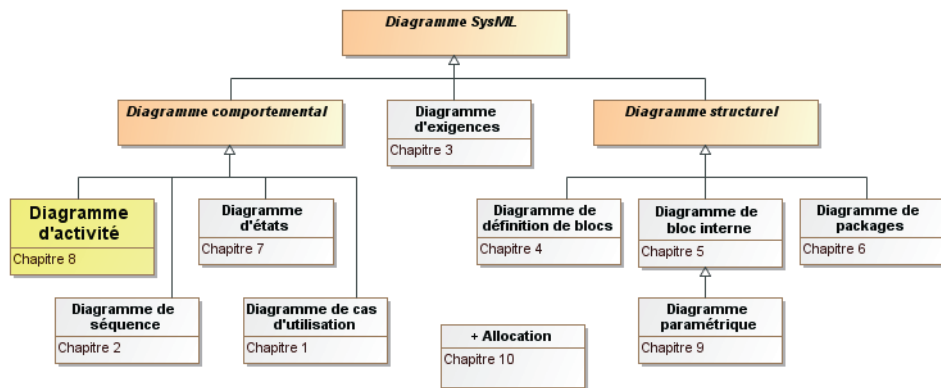 Diagramme SysML
Diagramme comportemental
Diagramme
d'exigences
Chapitre 3
Diagramme structurel
Diagramme
d'activité
Chapitre 8
Diagramme
d'états
Chapitre 7
Diagramme de
définition de blocs
Chapitre 4
Diagramme de
bloc interne
Chapitre 5
Diagramme de
packages
Chapitre 6
Diagramme de
séquence
Chapitre 2
Diagramme de cas
d'utilisation
Chapitre 1
+ Allocation
Chapitre 10
Diagramme
paramétrique
Chapitre 9